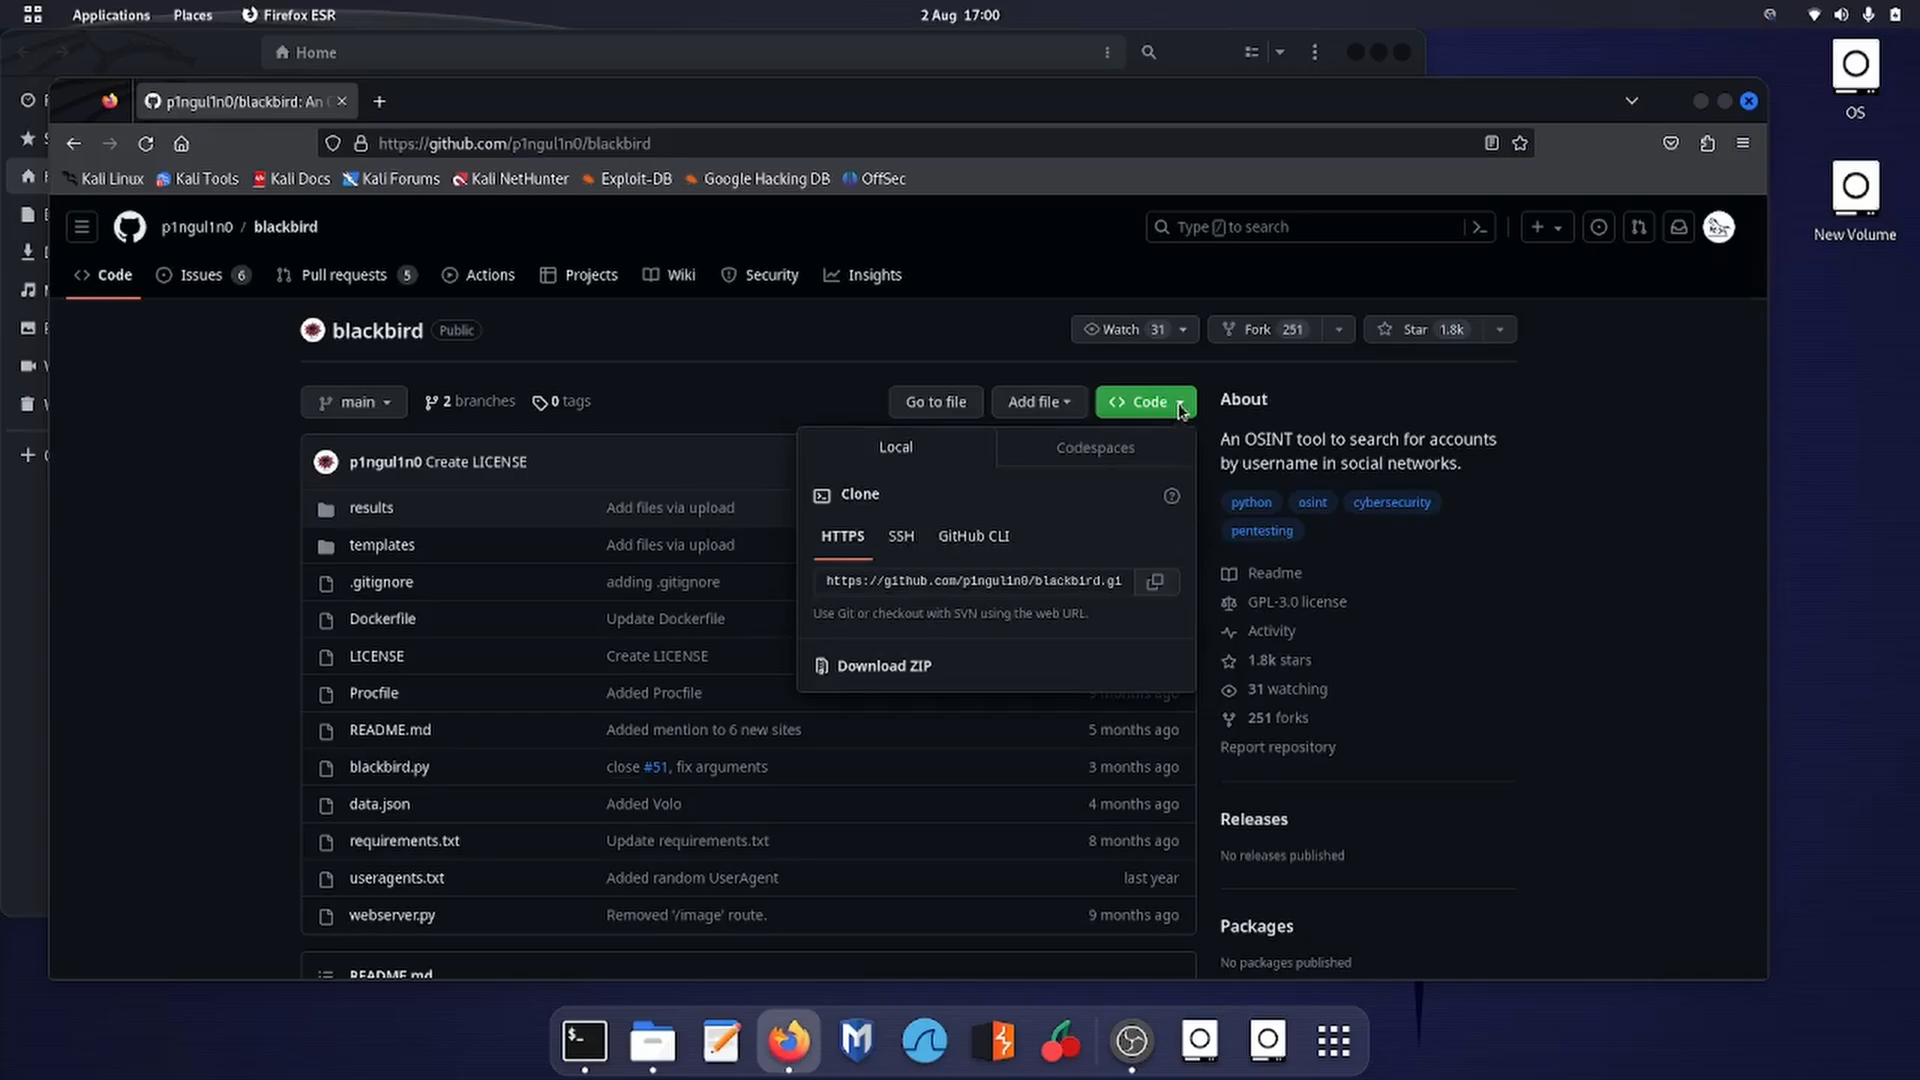 Applications Places Firefox ESR
2 Aug 17:00
Home
p1ngul1n0/blackbird: An
https://github.com/p1ngul1n0/blackbird
Kali Linux Kali Tools Kali Docs Kali Forums Kali NetHunter Exploit-DB Google Hacking DB OffSec
OS
New Volume
p1ngul1n0 / blackbird
Type / to search
Code Issues 6 Pull requests 5 Actions Projects Wiki Security Insights
blackbird Public
Watch 31 Fork 251 Star 1.8k
main 2 branches 0 tags
Go to file Add file <> Code
Local Codespaces
Clone
HTTPS SSH GitHub CLI
https://github.com/p1ngul1n0/blackbird.gi
Use Git or checkout with SVN using the web URL.
Download ZIP
p1ngul1n0 Create LICENSE
results Add files via upload
templates Add files via upload
.gitignore adding .gitignore
Dockerfile Update Dockerfile
LICENSE Create LICENSE
Procfile Added Procfile 9 months ago
README.md Added mention to 6 new sites 5 months ago
blackbird.py close #51, fix arguments 3 months ago
data.json Added Volo 4 months ago
requirements.txt Update requirements.txt 8 months ago
useragents.txt Added random UserAgent last year
webserver.py Removed '/image' route. 9 months ago
README.md
About
An OSINT tool to search for accounts
by username in social networks.
python osint cybersecurity
pentesting
Readme
GPL-3.0 license
Activity
1.8k stars
31 watching
251 forks
Report repository
Releases
No releases published
Packages
No packages published